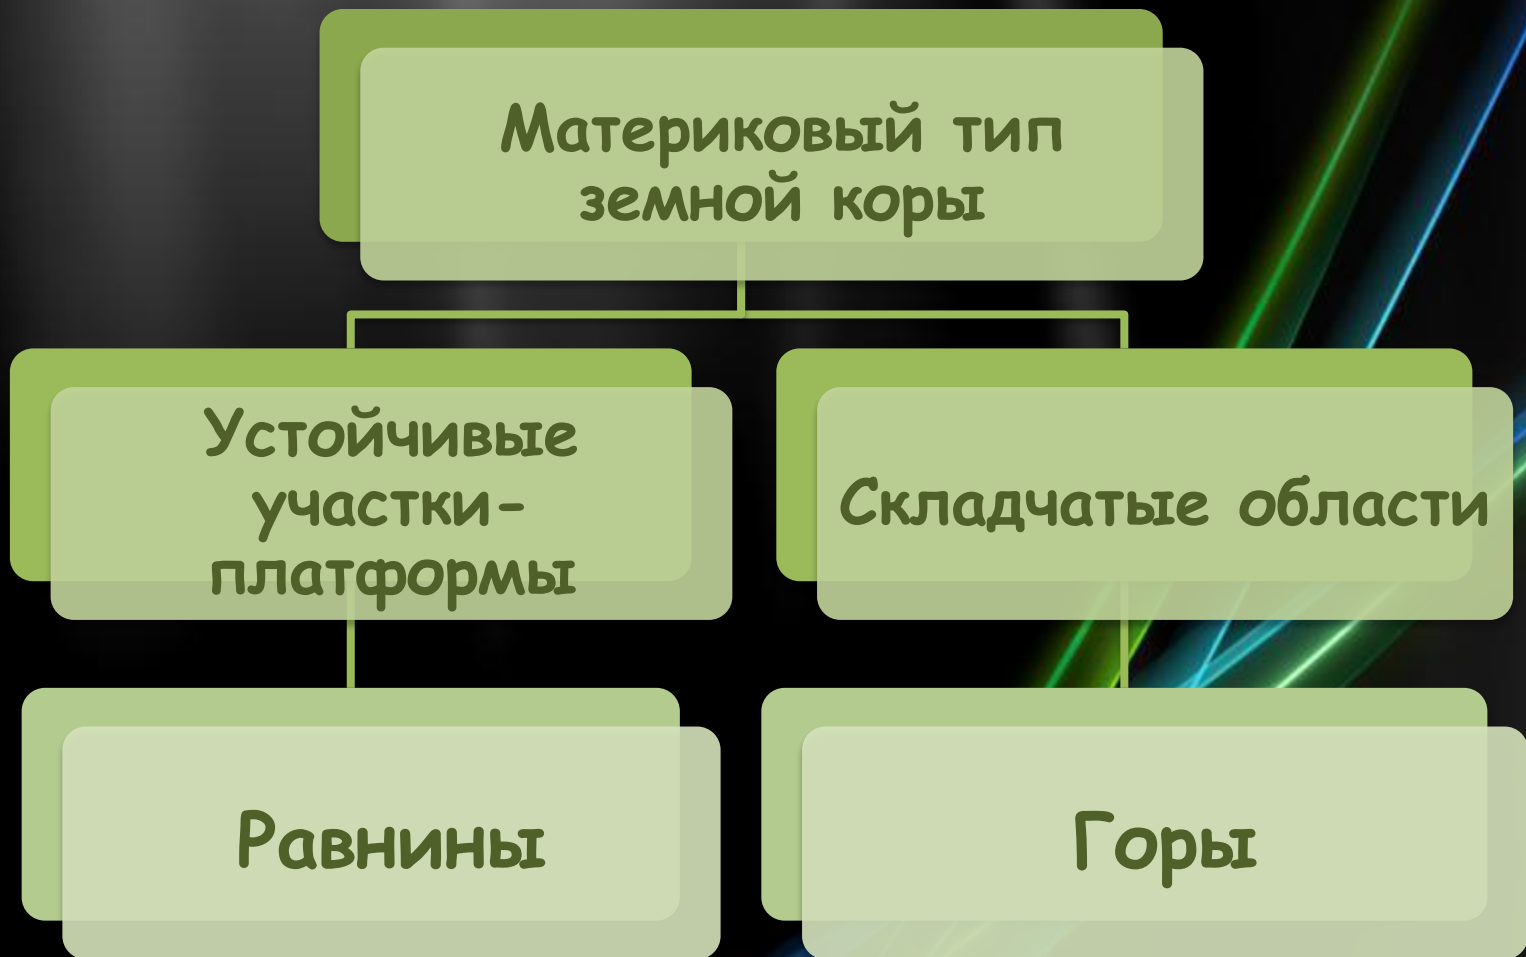 Материковый тип
земной коры
Устойчивые
участки-
платформы
Складчатые области
Равнины
Горы